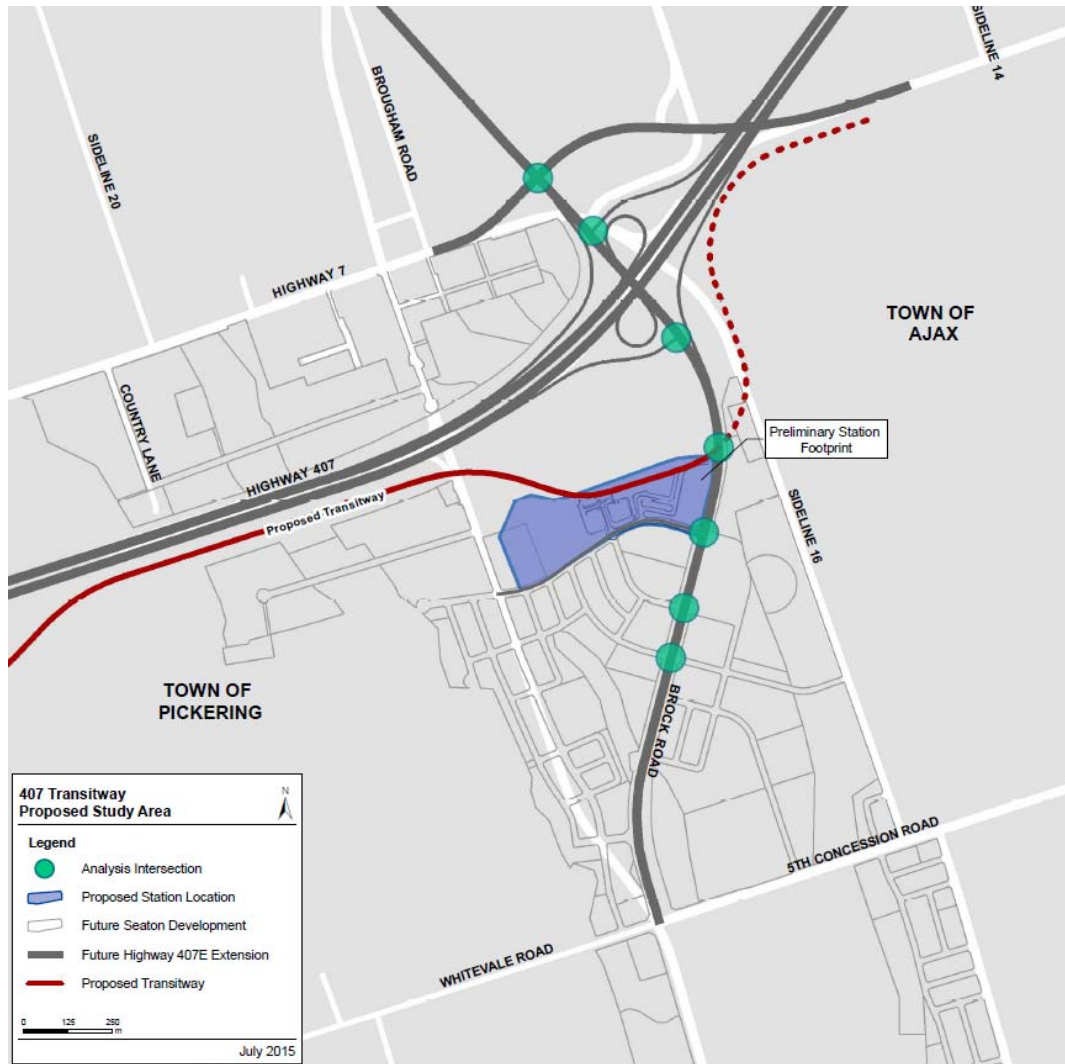 SIDELINE 14
BROUGHAM ROAD
SIDELINE 20
HIGHWAY 7
TOWN OF
AJAX
COUNTRY LANE
Preliminary Station
Footprint
HIGHWAY 407
Proposed Transitway
SIDELINE 16
TOWN OF
PICKERING
BROCK ROAD
5TH CONCESSION ROAD
WHITEVALE ROAD
407 Transitway
Proposed Study Area
N
Legend
Analysis Intersection
Proposed Station Location
Future Seaton Development
Future Highway 407E Extension
Proposed Transitway
0 125 250
m
July 2015